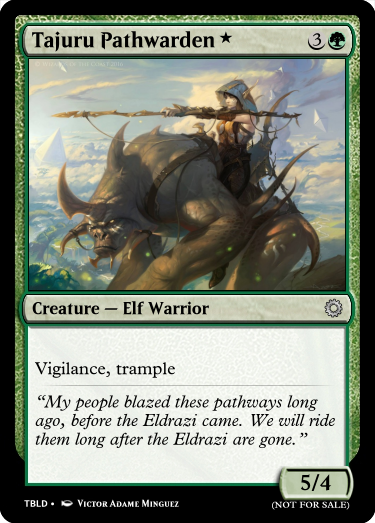 Tajuru Pathwarden ★ 3
Creature — Elf Warrior
Vigilance, trample
“My people blazed these pathways long
ago, before the Eldrazi came. We will ride
them long after the Eldrazi are gone.”
5/4
TBLD • Victor Adame Minguez
(NOT FOR SALE)